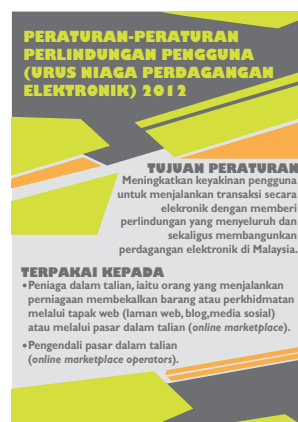 PERATURAN-PERATURAN
PERLINDUNGAN PENGGUNA
(URUS NIAGA PERDAGANGAN
ELEKTRONIK) 2012
TUJUAN PERATURAN
Meningkatkan keyakinan pengguna
untuk menjalankan transaksi secara
elekronik dengan memberi
perlindungan yang menyeluruh dan
sekaligus membangunkan
perdagangan elektronik di Malaysia.
TERPAKAI KEPADA
•Peniaga dalam talian, iaitu orang yang menjalankan
perniagaan membekalkan barang atau perkhidmatan
melalui tapak web (laman web, blog,media sosial)
atau melalui pasar dalam talian (online marketplace).
•Pengendali pasar dalam talian
(online marketplace operators).